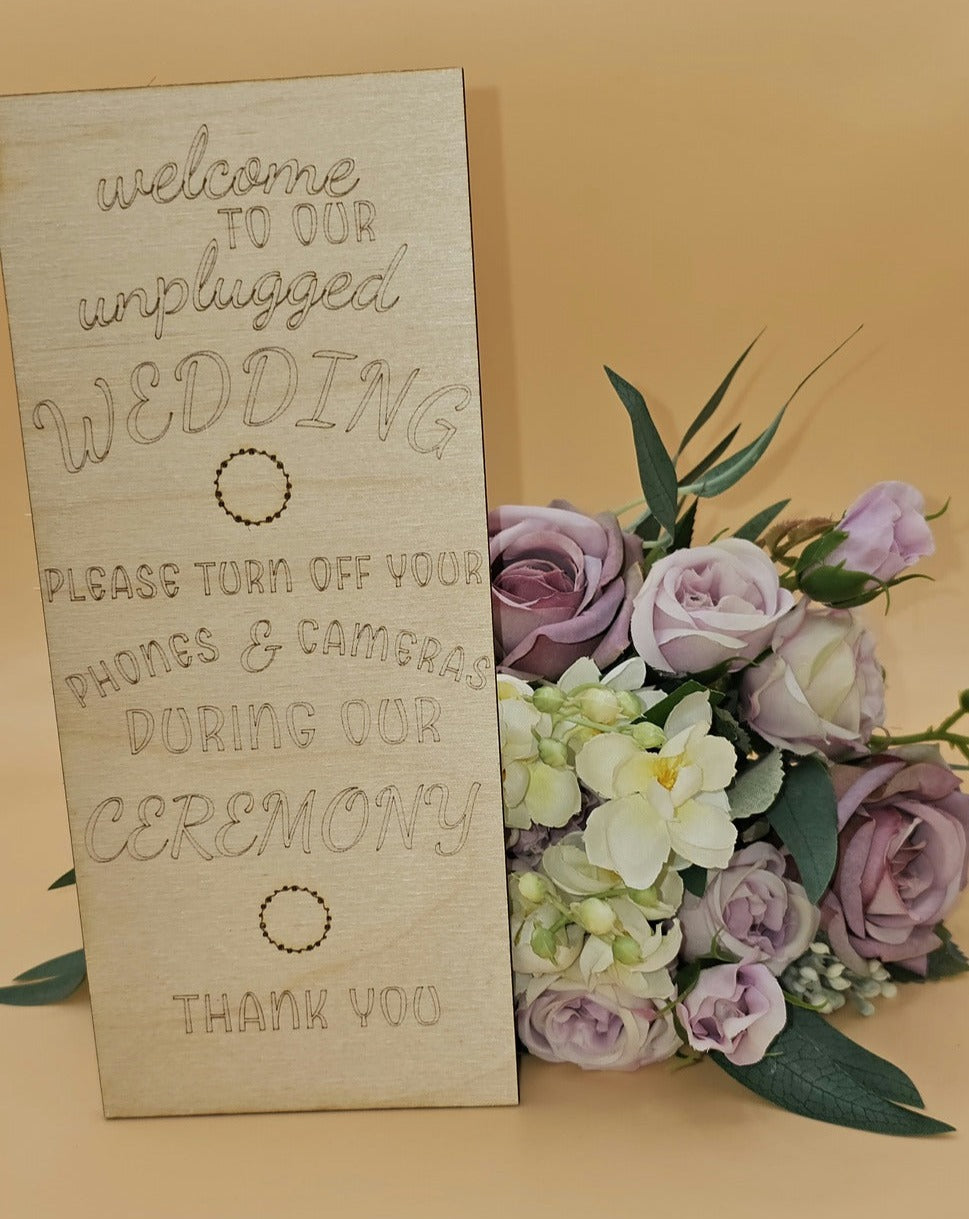 welcome
TO OUR
unplugged
WEDDING
PLEASE TURN OFF YOUR
PHONES & CAMERAS
DURING OUR
CEREMONY
THANK YOU